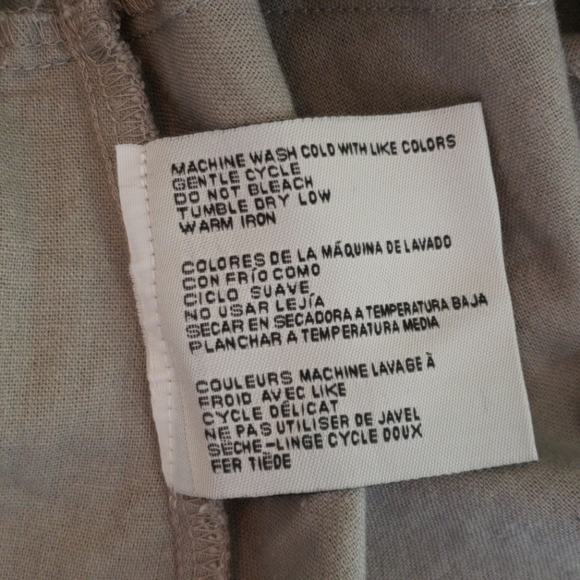 MACHINE WASH COLD WITH LIKE COLORS
GENTLE CYCLE
DO NOT BLEACH
TUMBLE DRY LOW
WARM IRON
COLORES DE LA MÁQUINA DE LAVADO
CON FRÍO COMO
CICLO SUAVE
NO USAR LEJÍA
SECAR EN SECADORA A TEMPERATURA BAJA
PLANCHAR A TEMPERATURA MEDIA
COULEURS MACHINE LAVAGE À
FROID AVEC LIKE
CYCLE DÉLICAT
NE PAS UTILISER DE JAVEL
SÈCHE-LINGE CYCLE DOUX
FER TIÈDE